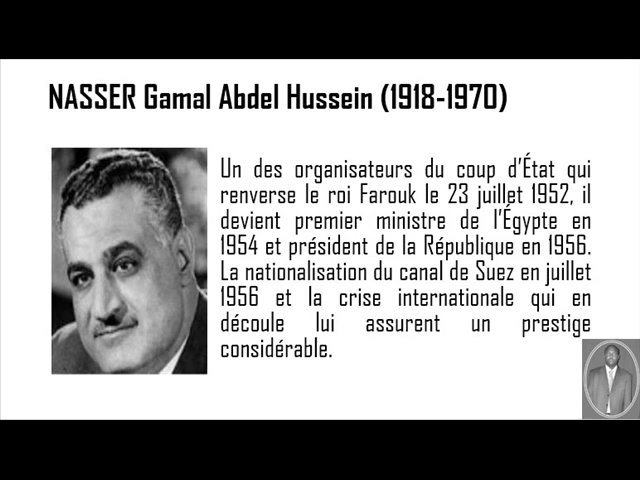 NASSER Gamal Abdel Hussein (1918-1970)
Un des organisateurs du coup d'État qui
renverse le roi Farouk le 23 juillet 1952, il
devient premier ministre de l'Égypte en
1954 et président de la République en 1956.
La nationalisation du canal de Suez en juillet
1956 et la crise internationale qui en
découle lui assurent un prestige
considérable.